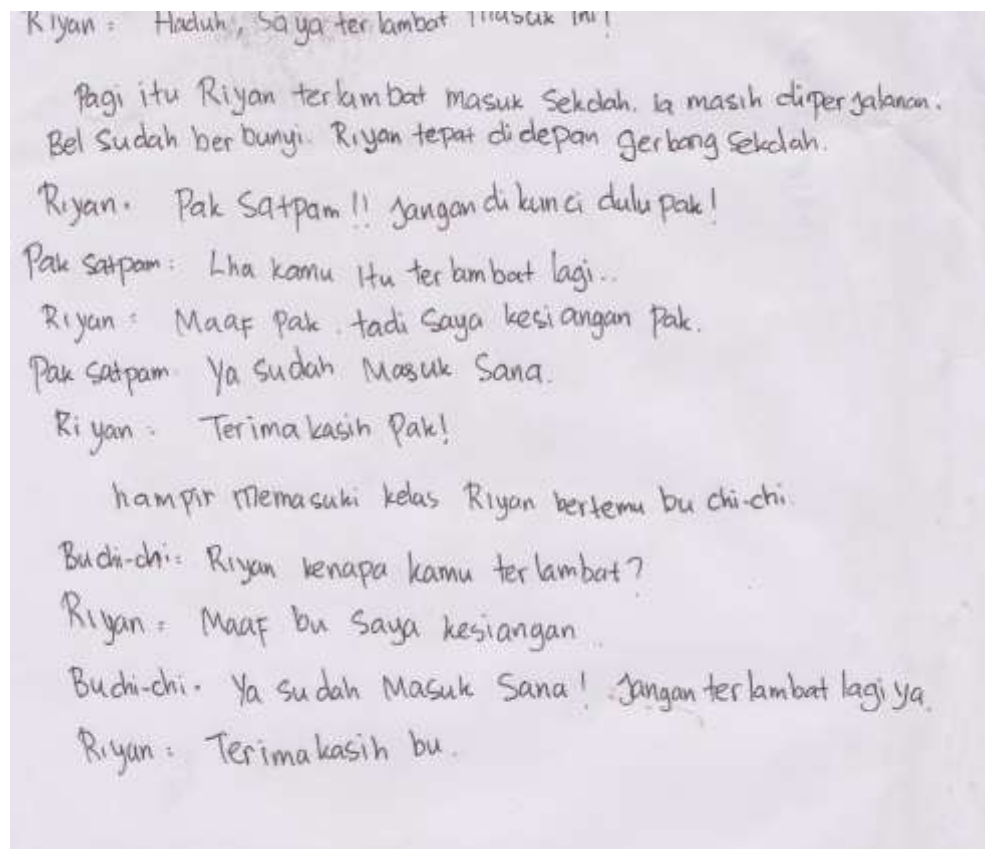 Riyan : Haduh, Saya terlambat masuk ini!
Pagi itu Riyan terlambat masuk Sekolah. ia masih diperjalanan.
Bel Sudah berbunyi. Riyan tepat didepan gerbang Sekolah.
Riyan. Pak Satpam !! Jangan di kunci dulu pak!
Pak Satpam : Lha kamu Itu terlambat lagi..
Riyan : Maaf Pak. tadi Saya kesiangan Pak.
Pak Satpam Ya Sudah Masuk Sana.
Riyan : Terima kasih Pak!
hampir Memasuki kelas Riyan bertemu bu chi-chi.
Bu chi-chi : Riyan kenapa kamu terlambat?
Riyan : Maaf bu Saya kesiangan..
Bu chi-chi. Ya sudah Masuk Sana! Jangan terlambat lagi ya.
Riyan : Terimakasih bu.